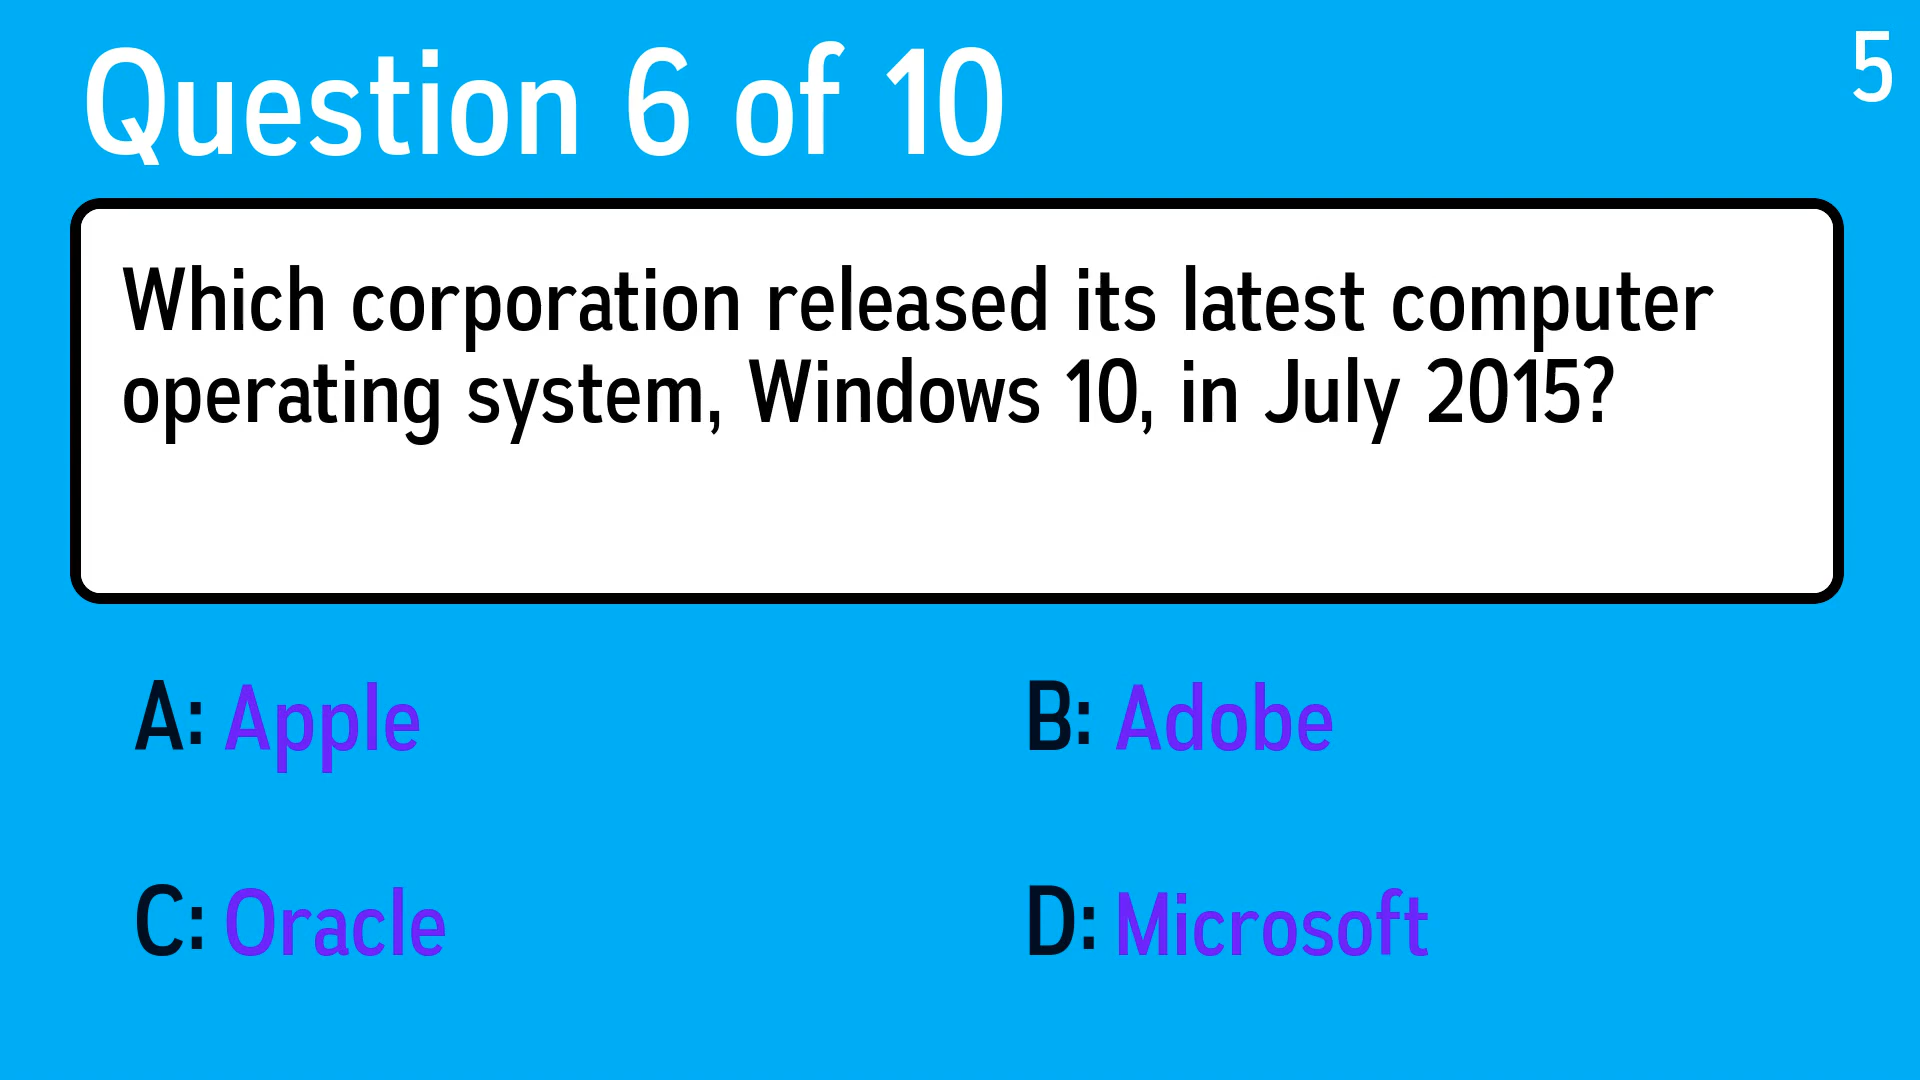 Question 6 of 10
5
Which corporation released its latest computer
operating system, Windows 10, in July 2015?
A: Apple
B: Adobe
C: Oracle
D: Microsoft